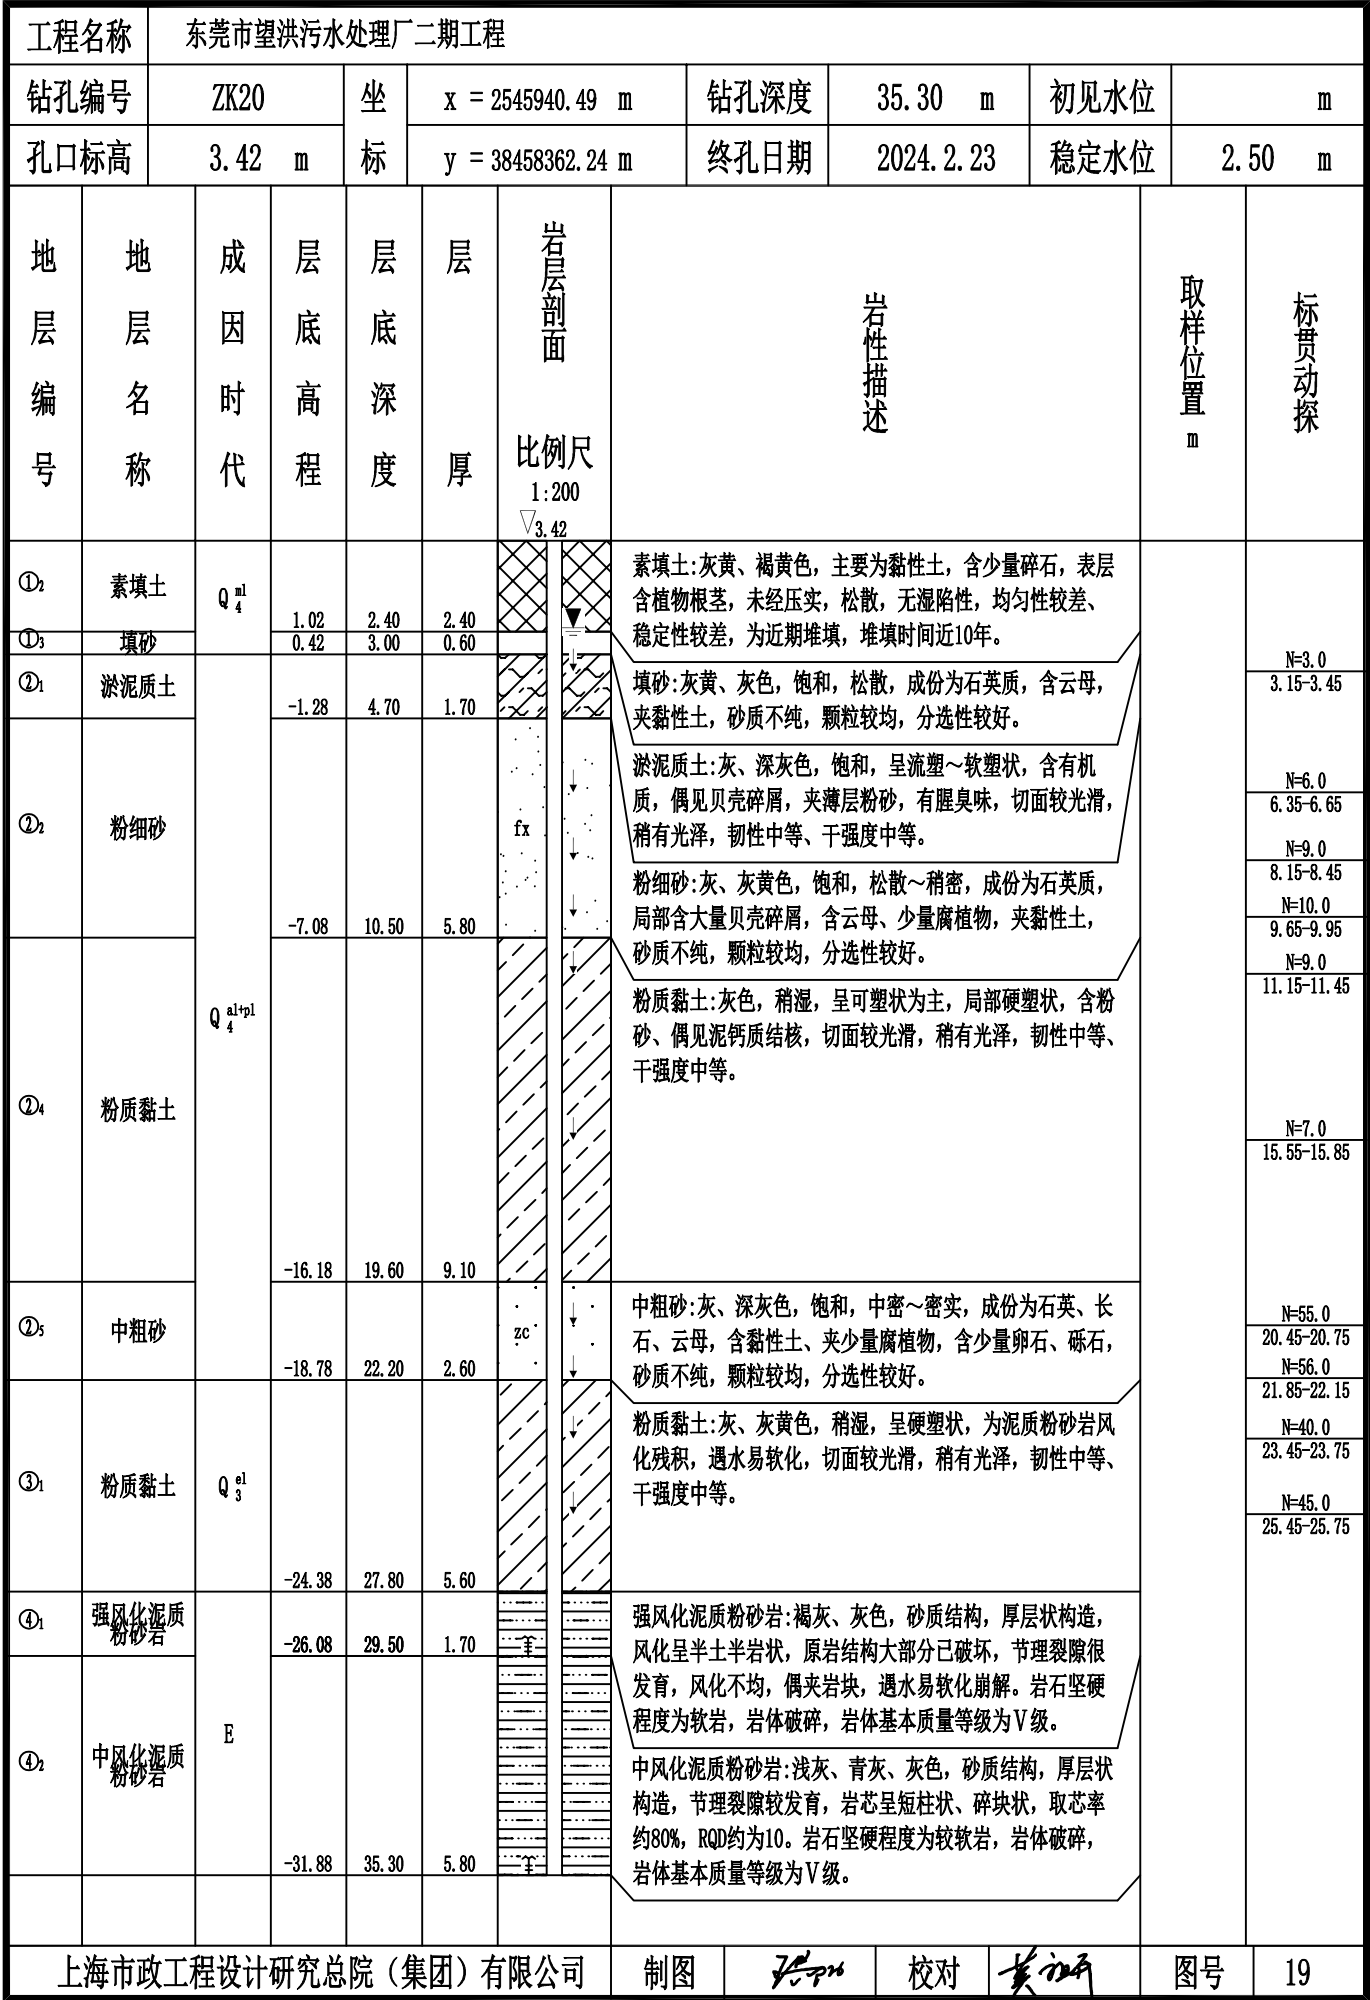 工程名称 东莞市望洪污水处理厂二期工程
钻孔编号 ZK20 坐标 x = 2545940.49 m 钻孔深度 35.30 m 初见水位 m
孔口标高 3.42 m y = 38458362.24 m 终孔日期 2024.2.23 稳定水位 2.50 m
地层编号 地层名称 成因时代 层底高程 层底深度 层厚 岩层剖面 比例尺 1:200 岩性描述 取样位置 m 标贯动探
3.42
①2 素填土 Q4 ml 1.02 2.40 2.40
素填土:灰黄、褐黄色，主要为黏性土，含少量碎石，表层
含植物根茎，未经压实，松散，无湿陷性，均匀性较差、
稳定性较差，为近期堆填，堆填时间近10年。
①3 填砂 0.42 3.00 0.60
填砂:灰黄、灰色，饱和，松散，成份为石英质，含云母，
夹黏性土，砂质不纯，颗粒较均，分选性较好。
N=3.0
3.15-3.45
②1 淤泥质土 -1.28 4.70 1.70
淤泥质土:灰、深灰色，饱和，呈流塑～软塑状，含有机
质，偶见贝壳碎屑，夹薄层粉砂，有腥臭味，切面较光滑，
稍有光泽，韧性中等、干强度中等。
②2 粉细砂 -7.08 10.50 5.80
fx
粉细砂:灰、灰黄色，饱和，松散～稍密，成份为石英质，
局部含大量贝壳碎屑，含云母、少量腐植物，夹黏性土，
砂质不纯，颗粒较均，分选性较好。
N=6.0
6.35-6.65
N=9.0
8.15-8.45
N=10.0
9.65-9.95
N=9.0
11.15-11.45
Q4 al+pl
②4 粉质黏土 -16.18 19.60 9.10
粉质黏土:灰色，稍湿，呈可塑状为主，局部硬塑状，含粉
砂、偶见泥钙质结核，切面较光滑，稍有光泽，韧性中等、
干强度中等。
N=7.0
15.55-15.85
②5 中粗砂 -18.78 22.20 2.60
zc
中粗砂:灰、深灰色，饱和，中密～密实，成份为石英、长
石、云母，含黏性土、夹少量腐植物，含少量卵石、砾石，
砂质不纯，颗粒较均，分选性较好。
N=55.0
20.45-20.75
N=56.0
21.85-22.15
③1 粉质黏土 Q3 el -24.38 27.80 5.60
粉质黏土:灰、灰黄色，稍湿，呈硬塑状，为泥质粉砂岩风
化残积，遇水易软化，切面较光滑，稍有光泽，韧性中等、
干强度中等。
N=40.0
23.45-23.75
N=45.0
25.45-25.75
④1 强风化泥质
粉砂岩 -26.08 29.50 1.70
强风化泥质粉砂岩:褐灰、灰色，砂质结构，厚层状构造，
风化呈半土半岩状，原岩结构大部分已破坏，节理裂隙很
发育，风化不均，偶夹岩块，遇水易软化崩解。岩石坚硬
程度为软岩，岩体破碎，岩体基本质量等级为Ⅴ级。
E
④2 中风化泥质
粉砂岩 -31.88 35.30 5.80
中风化泥质粉砂岩:浅灰、青灰、灰色，砂质结构，厚层状
构造，节理裂隙较发育，岩芯呈短柱状、碎块状，取芯率
约80%，RQD约为10。岩石坚硬程度为较软岩，岩体破碎，
岩体基本质量等级为Ⅴ级。
上海市政工程设计研究总院（集团）有限公司 制图 校对 图号 19